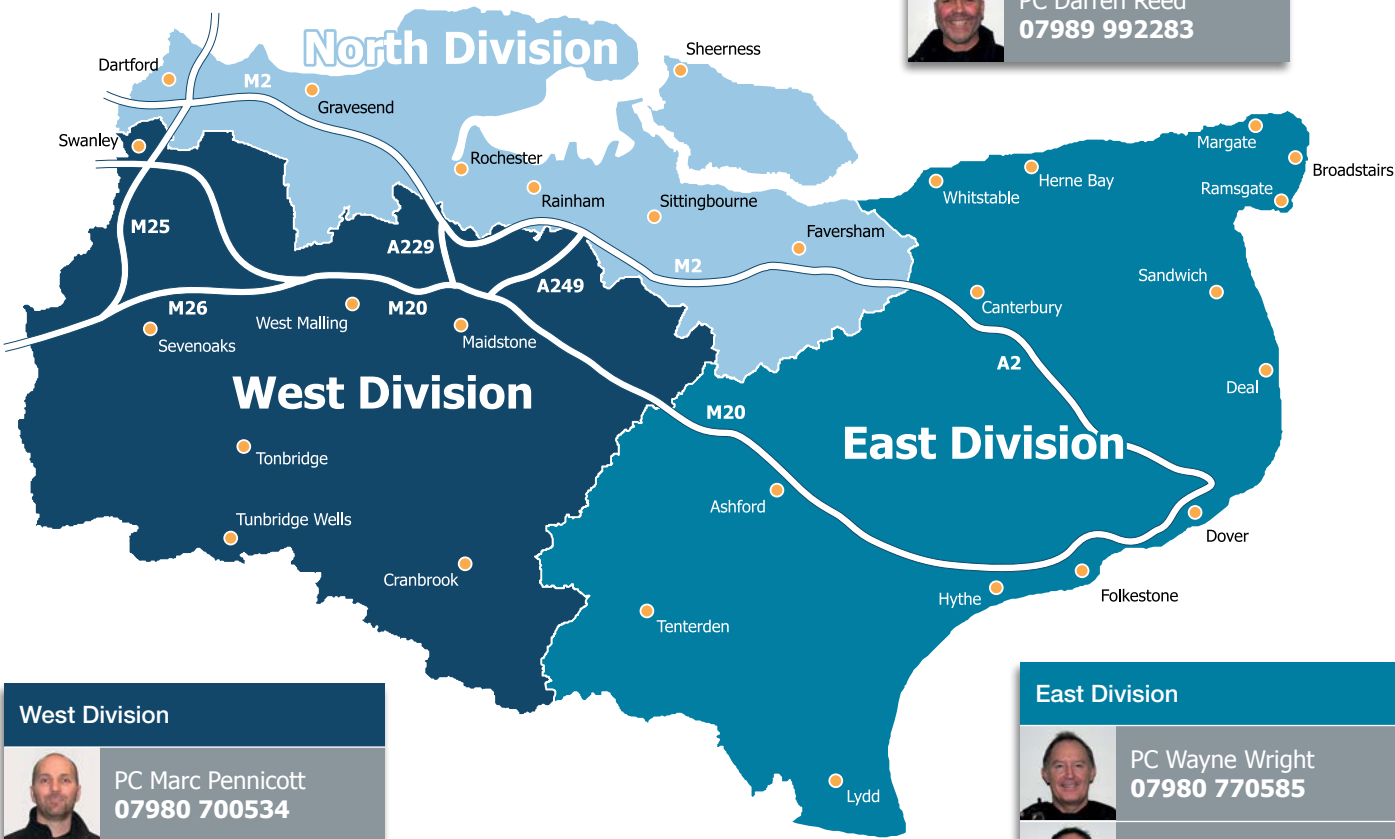 PC Darren Reed
07989 992283
North Division
Sheerness
Dartford
M2
Gravesend
Swanley
Rochester
Rainham
Sittingbourne
Faversham
Margate
Broadstairs
Ramsgate
Herne Bay
Whitstable
M25
A229
A249
M2
Sandwich
Canterbury
M26
M20
West Malling
Sevenoaks
Maidstone
A2
Deal
West Division
M20
East Division
Tonbridge
Ashford
Tunbridge Wells
Dover
Cranbrook
Hythe
Folkestone
Tenterden
Lydd
West Division
PC Marc Pennicott
07980 700534
East Division
PC Wayne Wright
07980 770585